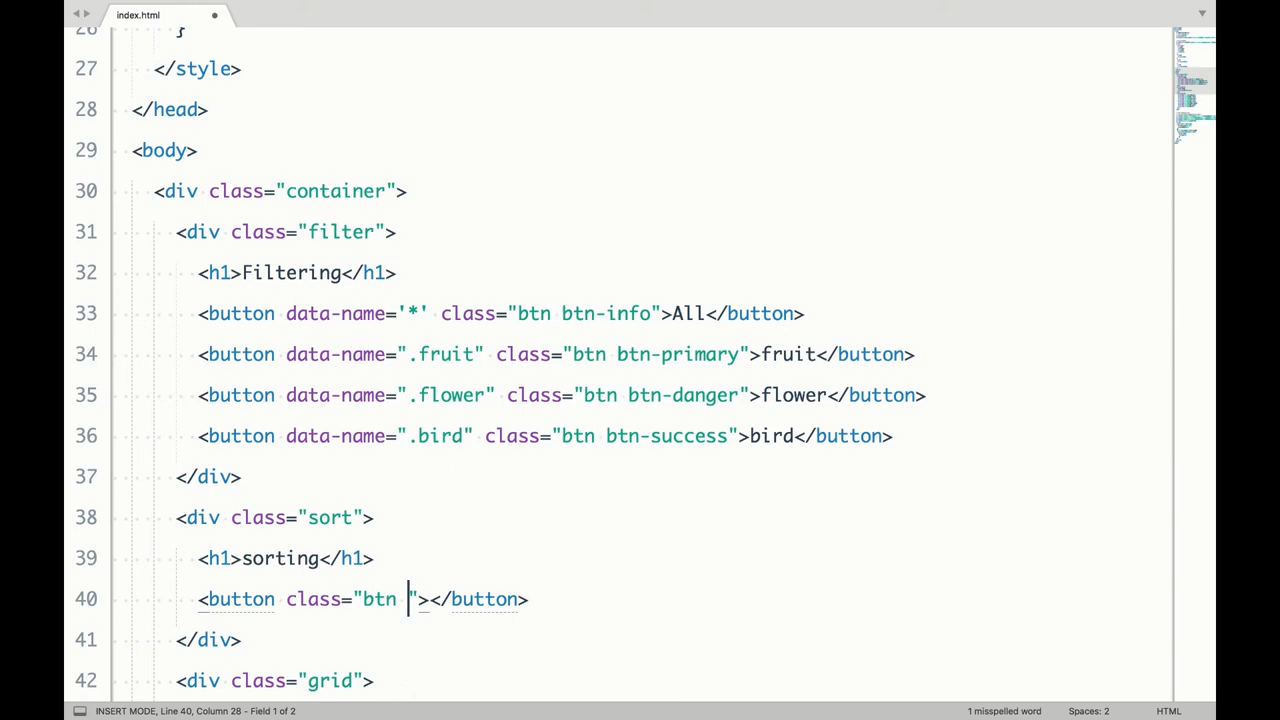 index.html
26 }
27 </style>
28 </head>
29 <body>
30 <div class="container">
31 <div class="filter">
32 <h1>Filtering</h1>
33 <button data-name='*' class="btn btn-info">All</button>
34 <button data-name=".fruit" class="btn btn-primary">fruit</button>
35 <button data-name=".flower" class="btn btn-danger">flower</button>
36 <button data-name=".bird" class="btn btn-success">bird</button>
37 </div>
38 <div class="sort">
39 <h1>sorting</h1>
40 <button class="btn "></button>
41 </div>
42 <div class="grid">
INSERT MODE, Line 40, Column 28 - Field 1 of 2 1 misspelled word Spaces: 2 HTML